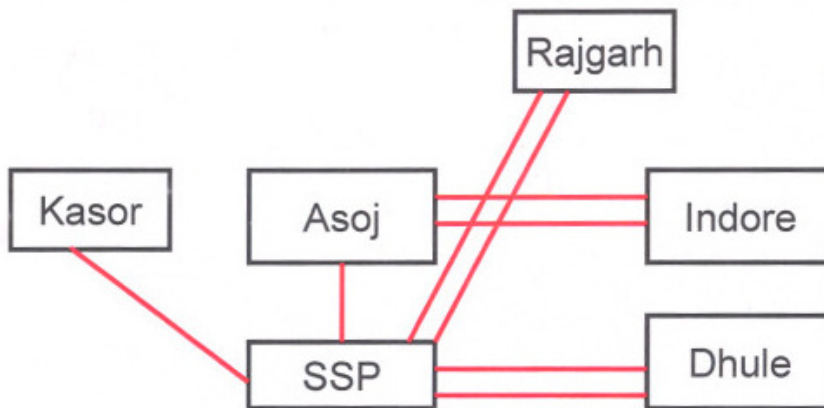 Rajgarh
Kasor
Asoj
Indore
SSP
Dhule